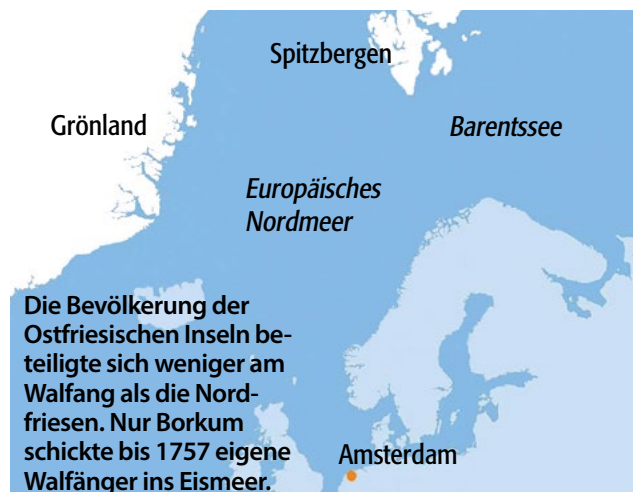 Spitzbergen
Grönland
Barentssee
Europäisches
Nordmeer
Die Bevölkerung der
Ostfriesischen Inseln be-
teiligte sich weniger am
Walfang als die Nord-
friesen. Nur Borkum
schickte bis 1757 eigene
Walfänger ins Eismeer.
Amsterdam